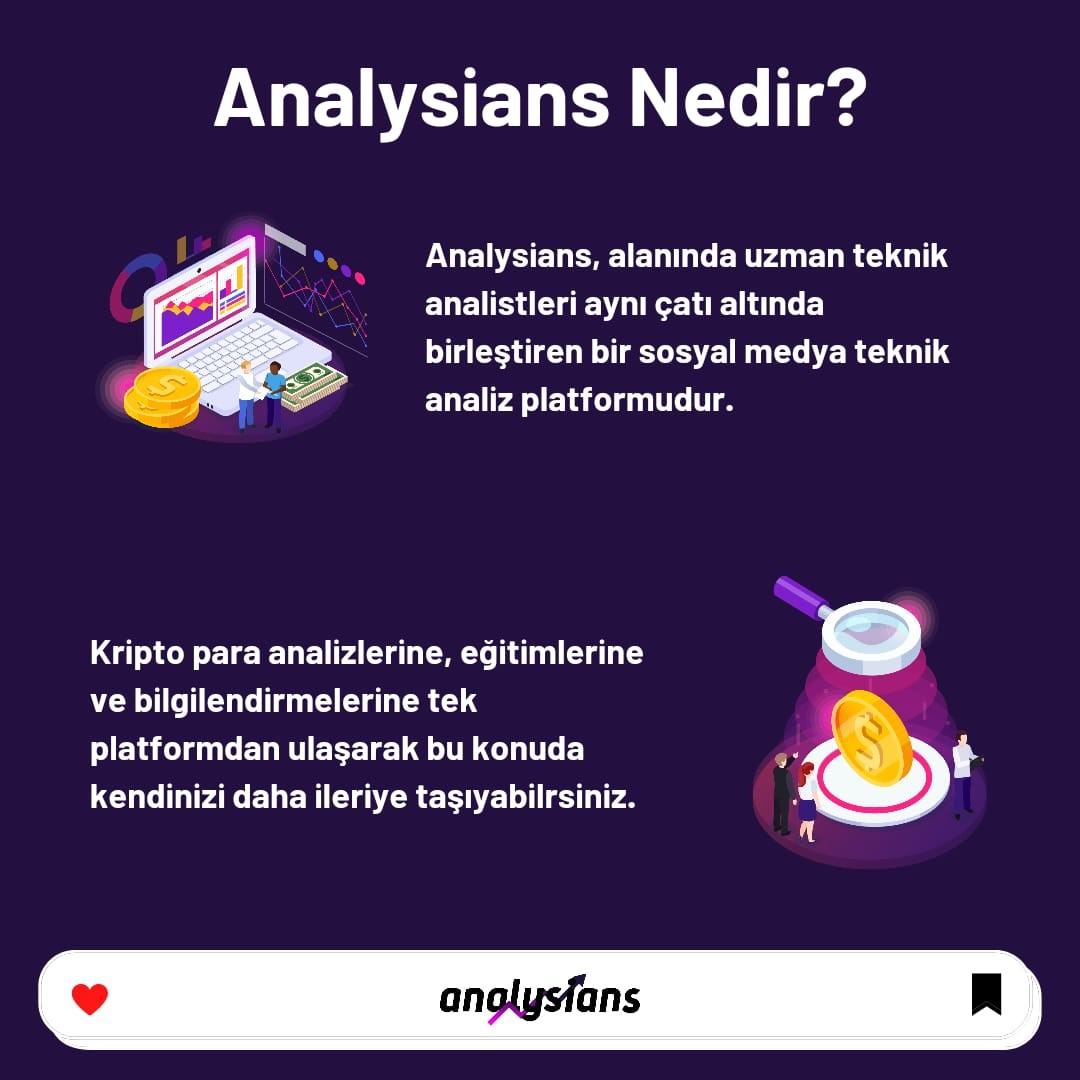 Analysians Nedir?
Analysians, alanında uzman teknik
analistleri aynı çatı altında
birleştiren bir sosyal medya teknik
analiz platformudur.
Kripto para analizlerine, eğitimlerine
ve bilgilendirmelerine tek
platformdan ulaşarak bu konuda
kendinizi daha ileriye taşıyabilrsiniz.
analysians